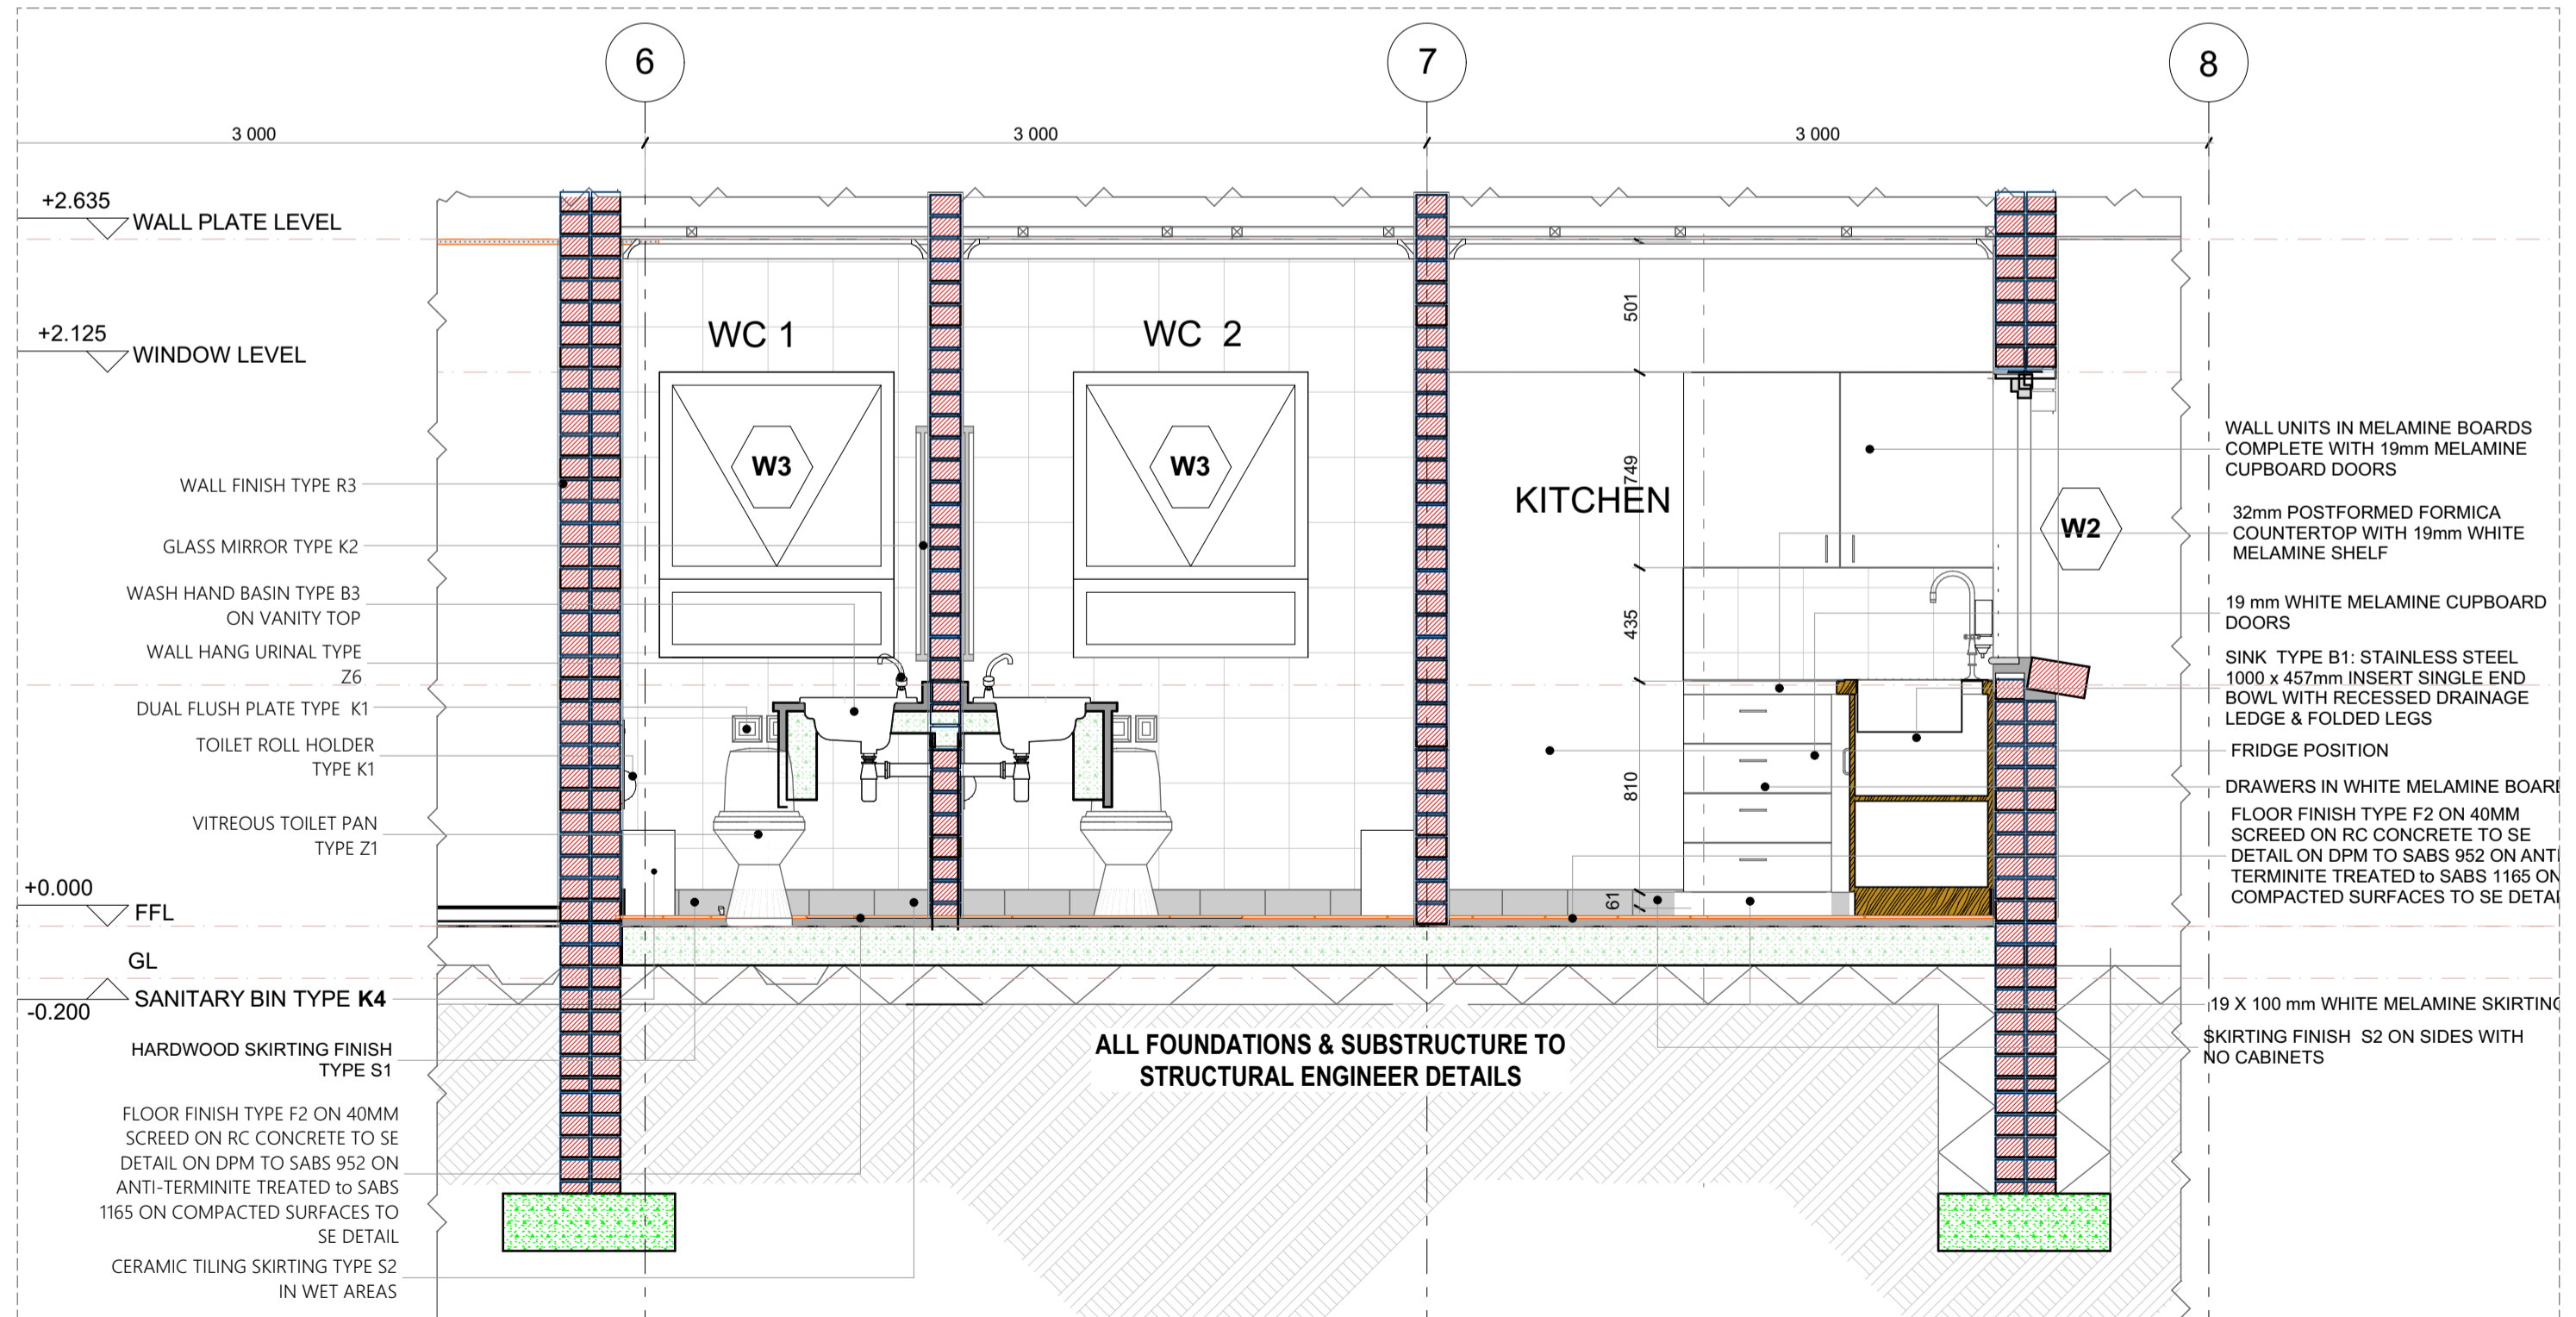 6
7
8
3 000
3 000
3 000
+2.635
WALL PLATE LEVEL
+2.125
WINDOW LEVEL
WALL FINISH TYPE R3
GLASS MIRROR TYPE K2
WASH HAND BASIN TYPE B3
ON VANITY TOP
WALL HANG URINAL TYPE
Z6
DUAL FLUSH PLATE TYPE K1
TOILET ROLL HOLDER
TYPE K1
VITREOUS TOILET PAN
TYPE Z1
+0.000
FFL
GL
SANITARY BIN TYPE K4
-0.200
HARDWOOD SKIRTING FINISH
TYPE S1
FLOOR FINISH TYPE F2 ON 40MM
SCREED ON RC CONCRETE TO SE
DETAIL ON DPM TO SABS 952 ON
ANTI-TERMINITE TREATED to SABS
1165 ON COMPACTED SURFACES TO
SE DETAIL
CERAMIC TILING SKIRTING TYPE S2
IN WET AREAS
WC 1
W3
WC 2
W3
KITCHEN
501
749
435
810
61
ALL FOUNDATIONS & SUBSTRUCTURE TO
STRUCTURAL ENGINEER DETAILS
W2
WALL UNITS IN MELAMINE BOARDS
COMPLETE WITH 19mm MELAMINE
CUPBOARD DOORS
32mm POSTFORMED FORMICA
COUNTERTOP WITH 19mm WHITE
MELAMINE SHELF
19 mm WHITE MELAMINE CUPBOARD
DOORS
SINK TYPE B1: STAINLESS STEEL
1000 x 457mm INSERT SINGLE END
BOWL WITH RECESSED DRAINAGE
LEDGE & FOLDED LEGS
FRIDGE POSITION
DRAWERS IN WHITE MELAMINE BOARD
FLOOR FINISH TYPE F2 ON 40MM
SCREED ON RC CONCRETE TO SE
DETAIL ON DPM TO SABS 952 ON ANTI
TERMINITE TREATED to SABS 1165 ON
COMPACTED SURFACES TO SE DETAI
19 X 100 mm WHITE MELAMINE SKIRTING
SKIRTING FINISH S2 ON SIDES WITH
NO CABINETS